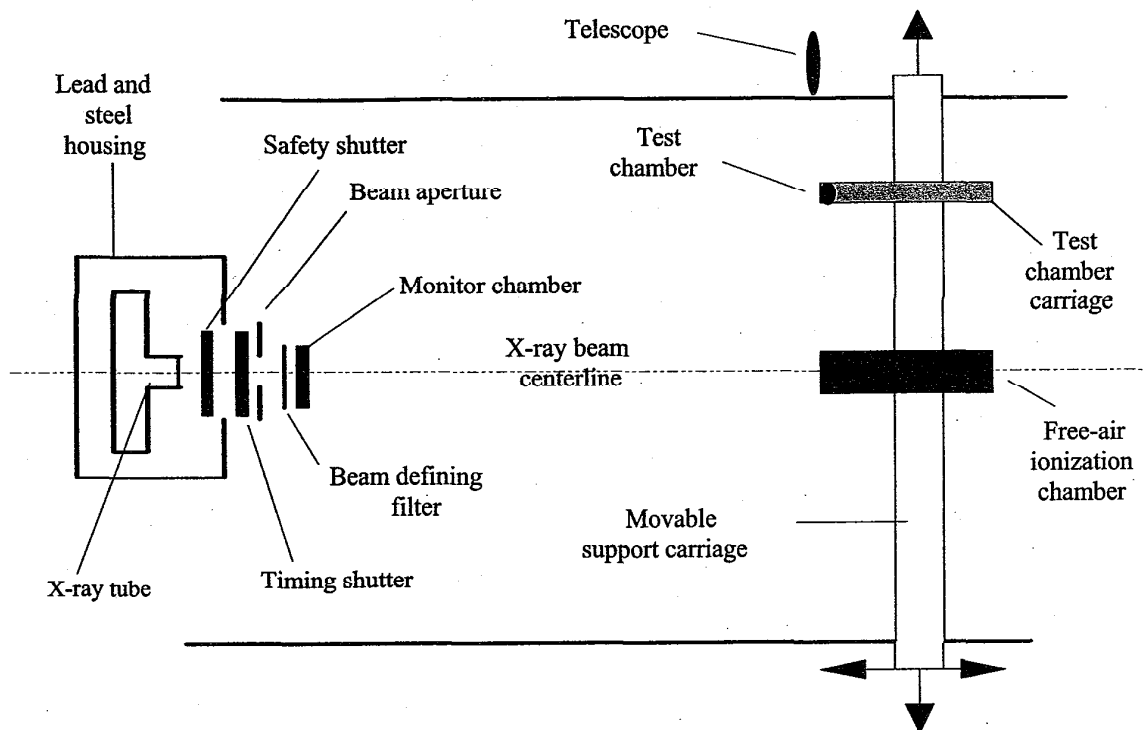 Telescope
Lead and
steel
housing
Safety shutter
Test
chamber
Beam aperture
Test
chamber
carriage
Monitor chamber
X-ray beam
centerline
Free-air
ionization
chamber
Beam defining
filter
Movable
support carriage
X-ray tube
Timing shutter